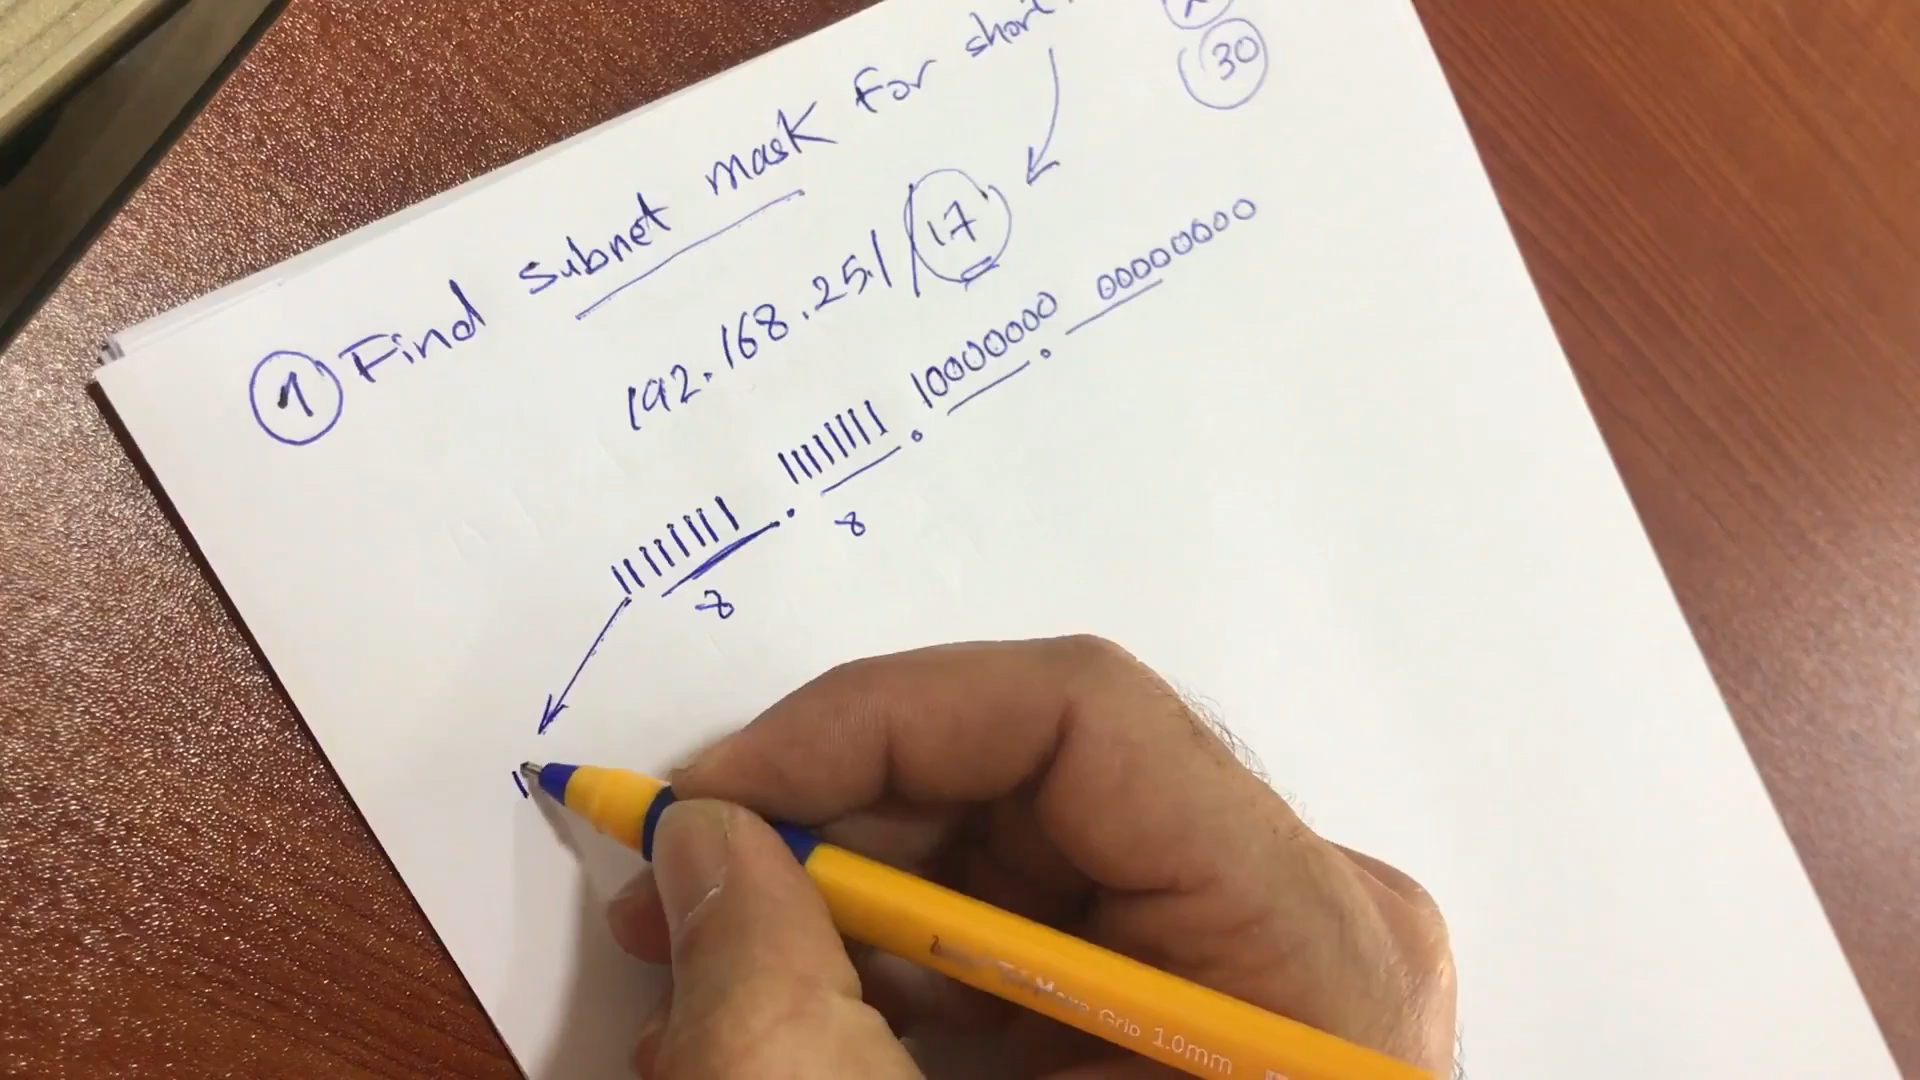 30
① Find subnet mask for short
192.168.25.1/17
11111111.11111111.10000000.00000000
8 8
Grip 1.0mm